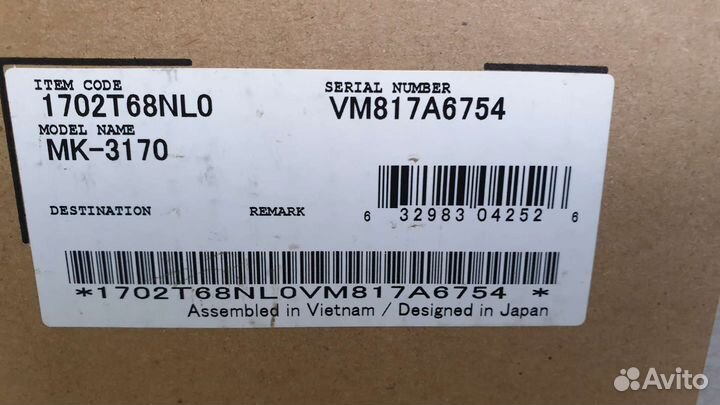 ITEM CODE
1702T68NL0
SERIAL NUMBER
VM817A6754
MODEL NAME
MK-3170
DESTINATION
REMARK
6 32983 04252 6
*1702T68NL0VM817A6754 *
Assembled in Vietnam / Designed in Japan
Avito